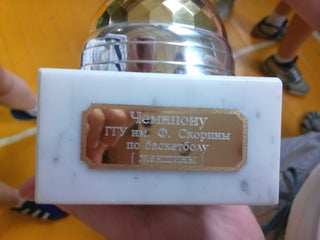 Чемпиону
ГГУ им. Ф. Скорины
по баскетболу
( женщины )